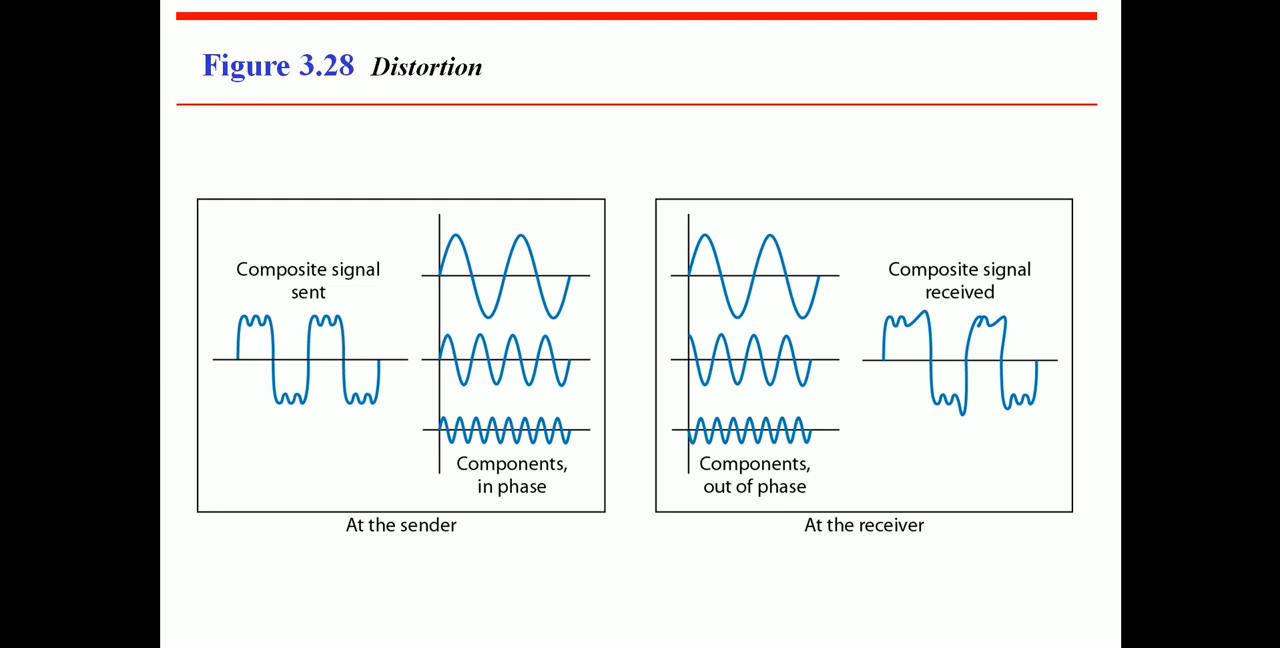 Figure 3.28 Distortion
Composite signal
sent
Components,
in phase
At the sender
Components,
out of phase
Composite signal
received
At the receiver